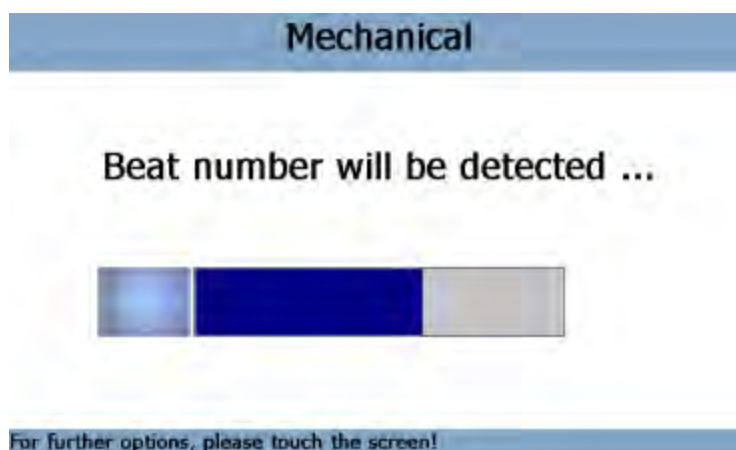 Mechanical
Beat number will be detected ...
For further options, please touch the screen!